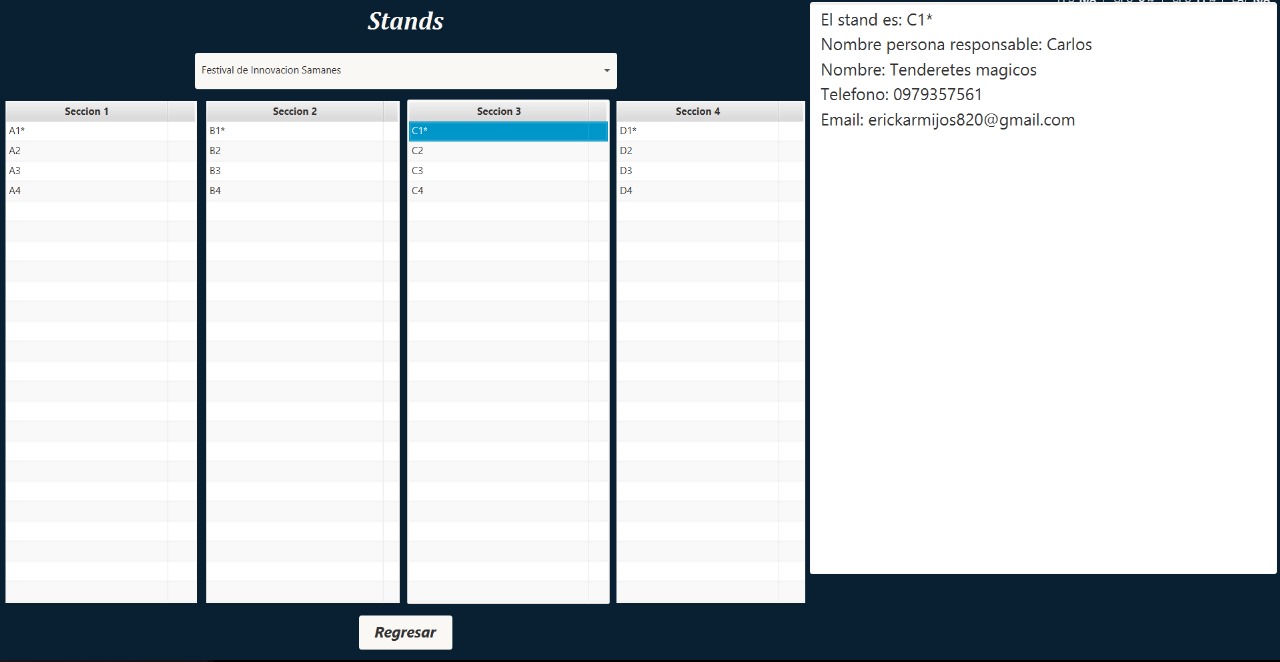 Stands
Festival de Innovacion Samanes
Seccion 1
A1*
A2
A3
A4
Seccion 2
B1*
B2
B3
B4
Seccion 3
C1*
C2
C3
C4
Seccion 4
D1*
D2
D3
D4
Regresar
El stand es: C1*
Nombre persona responsable: Carlos
Nombre: Tenderetes magicos
Telefono: 0979357561
Email: erickarmijos820@gmail.com